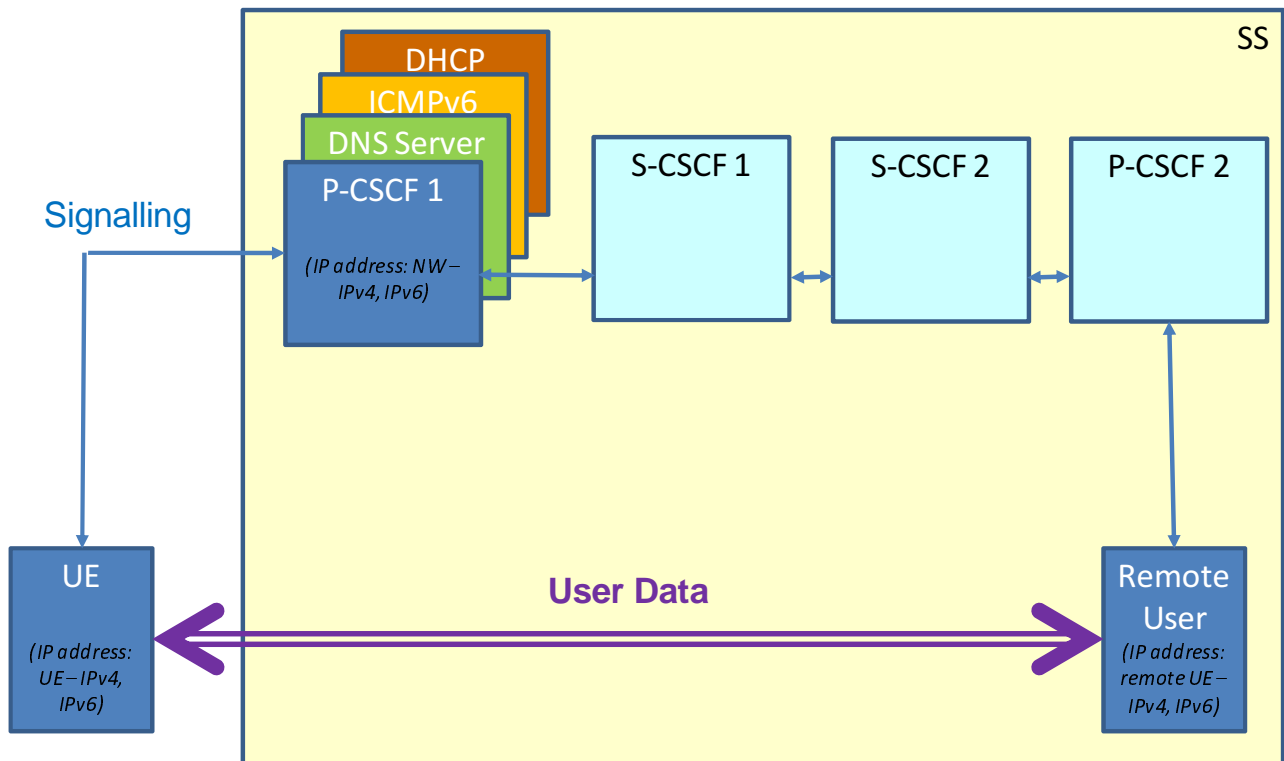 SS
DHCP
ICMPv6
DNS Server
P-CSCF 1
(IP address: NW–
IPv4, IPv6)
S-CSCF 1
S-CSCF 2
P-CSCF 2
Signalling
UE
(IP address:
UE–IPv4,
IPv6)
User Data
Remote
User
(IP address:
remote UE–
IPv4, IPv6)